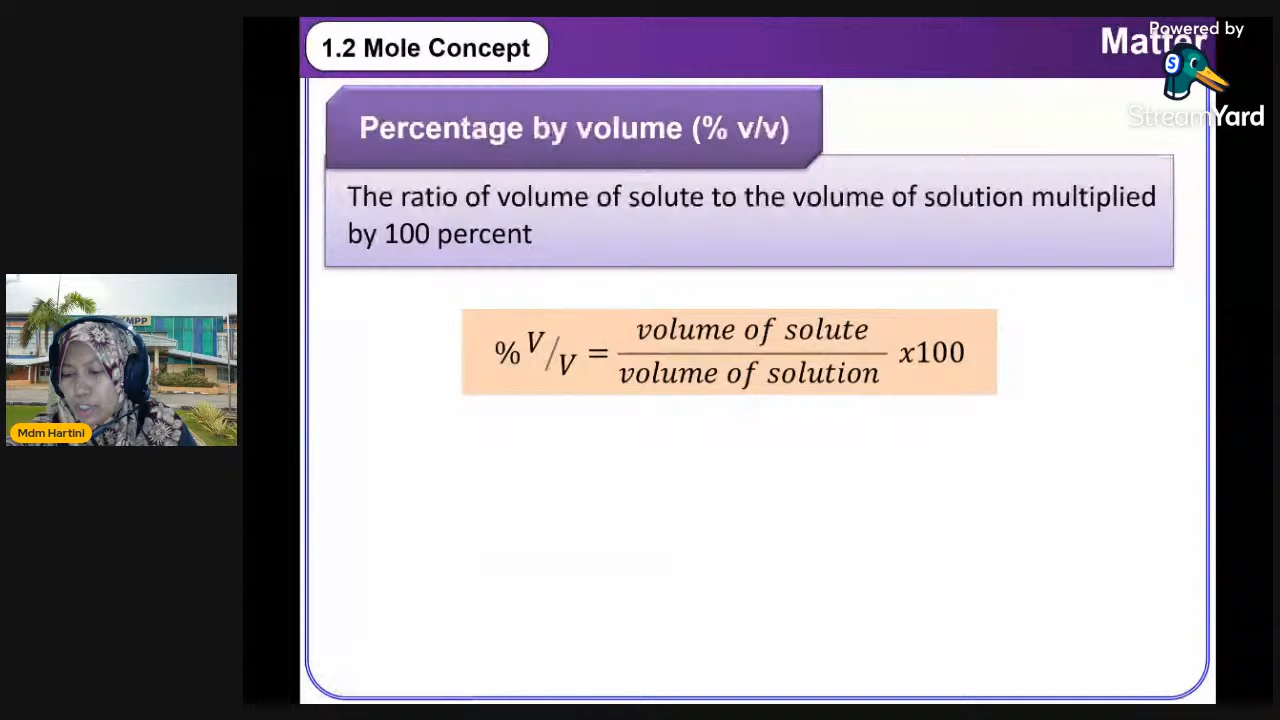 1.2 Mole Concept
Matter
Powered by
StreamYard
Percentage by volume (% v/v)
The ratio of volume of solute to the volume of solution multiplied
by 100 percent
% V/V = volume of solute / volume of solution x100
KMPP
Mdm Hartini